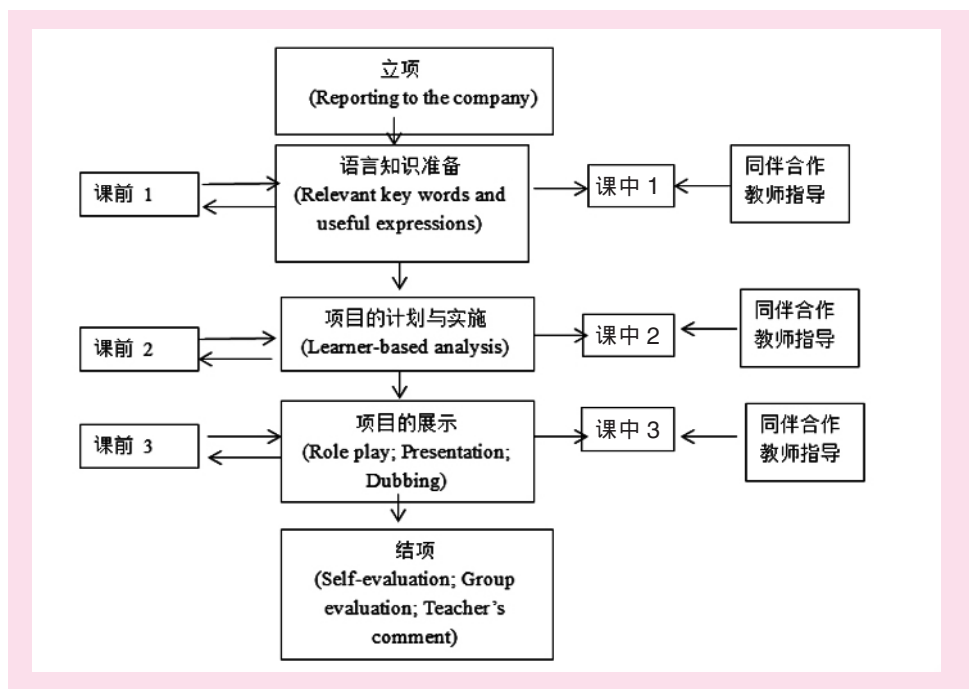 立项
(Reporting to the company)
语言知识准备
(Relevant key words and
useful expressions)
课前 1
课中 1
同伴合作
教师指导
项目的计划与实施
(Learner-based analysis)
课前 2
课中 2
同伴合作
教师指导
项目的展示
(Role play; Presentation;
Dubbing)
课前 3
课中 3
同伴合作
教师指导
结项
(Self-evaluation; Group
evaluation; Teacher’s
comment)